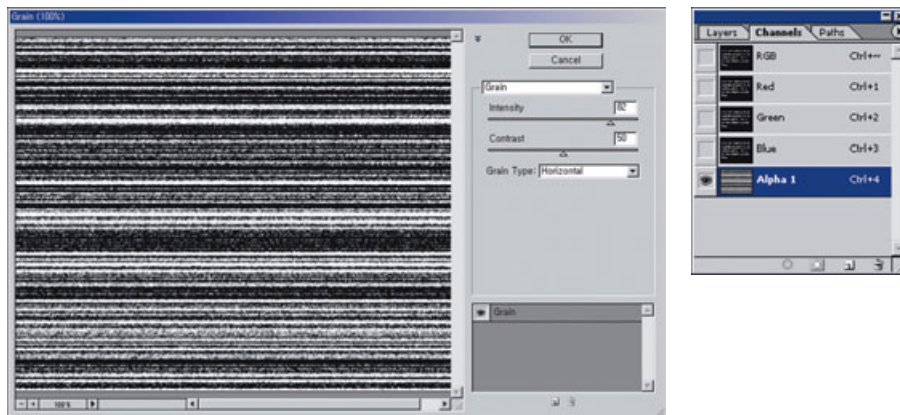 Grain (100%)
OK
Cancel
Grain
Intensity 82
Contrast 50
Grain Type: Horizontal
Grain
100%
Layers Channels Paths
RGB Ctrl+~
Red Ctrl+1
Green Ctrl+2
Blue Ctrl+3
Alpha 1 Ctrl+4